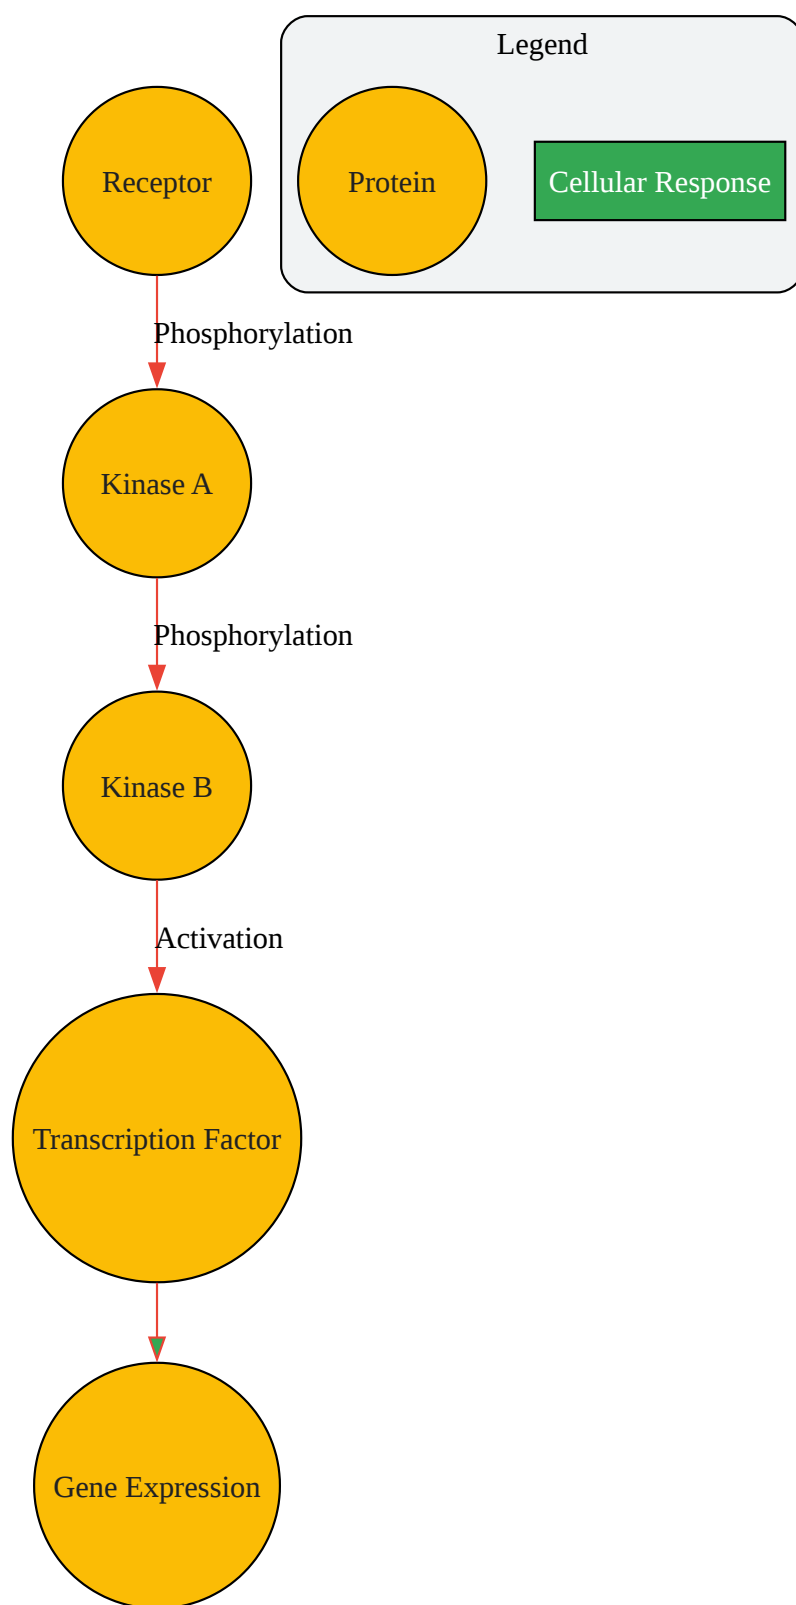 Legend
Receptor
Protein
Cellular Response
Phosphorylation
Kinase A
Phosphorylation
Kinase B
Activation
Transcription Factor
Gene Expression